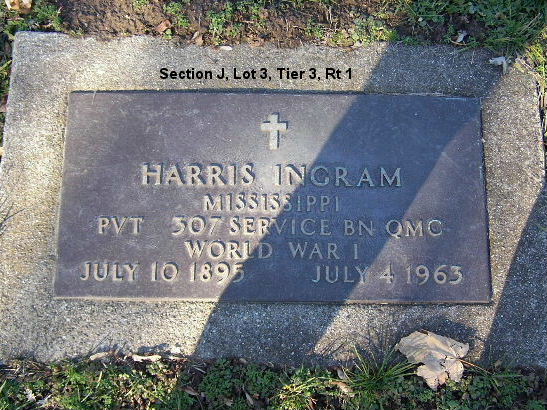 Section J, Lot 3, Tier 3, Rt 1
HARRIS INGRAM
MISSISSIPPI
PVT 307 SERVICE BN QMC
WORLD WAR I
JULY 10 1895 JULY 4 1963